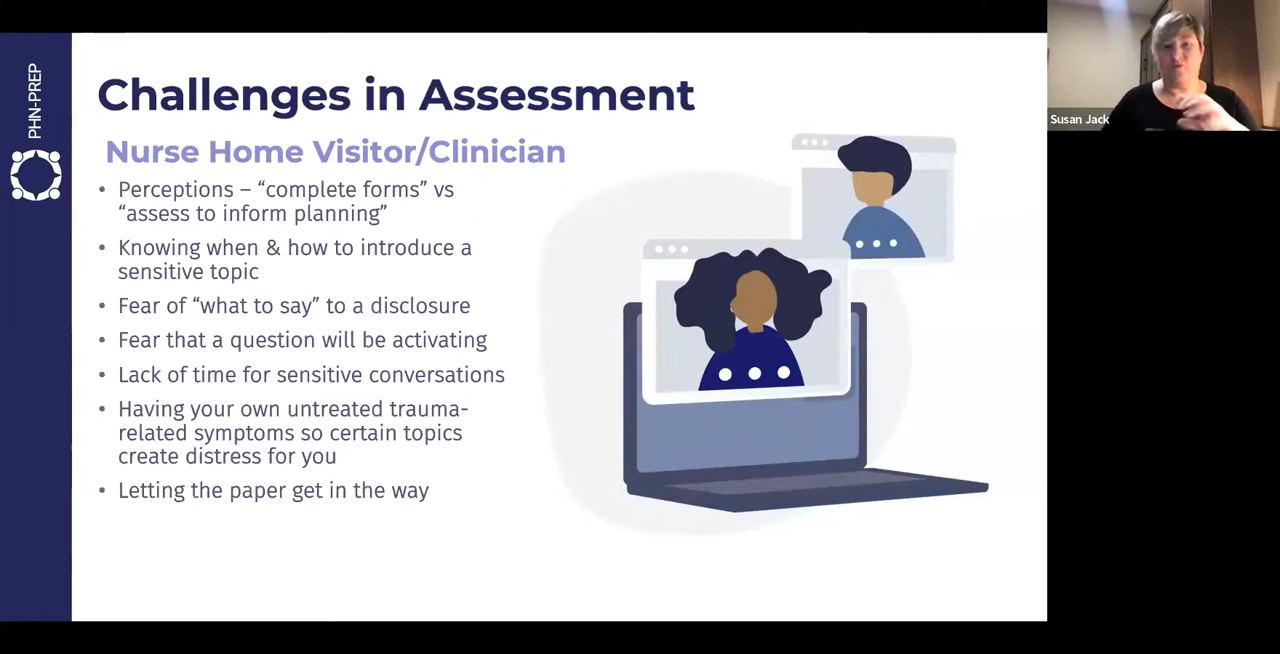 PHN-PREP
Challenges in Assessment
Nurse Home Visitor/Clinician
• Perceptions – “complete forms” vs
“assess to inform planning”
• Knowing when & how to introduce a
sensitive topic
• Fear of “what to say” to a disclosure
• Fear that a question will be activating
• Lack of time for sensitive conversations
• Having your own untreated trauma-
related symptoms so certain topics
create distress for you
• Letting the paper get in the way
Susan Jack